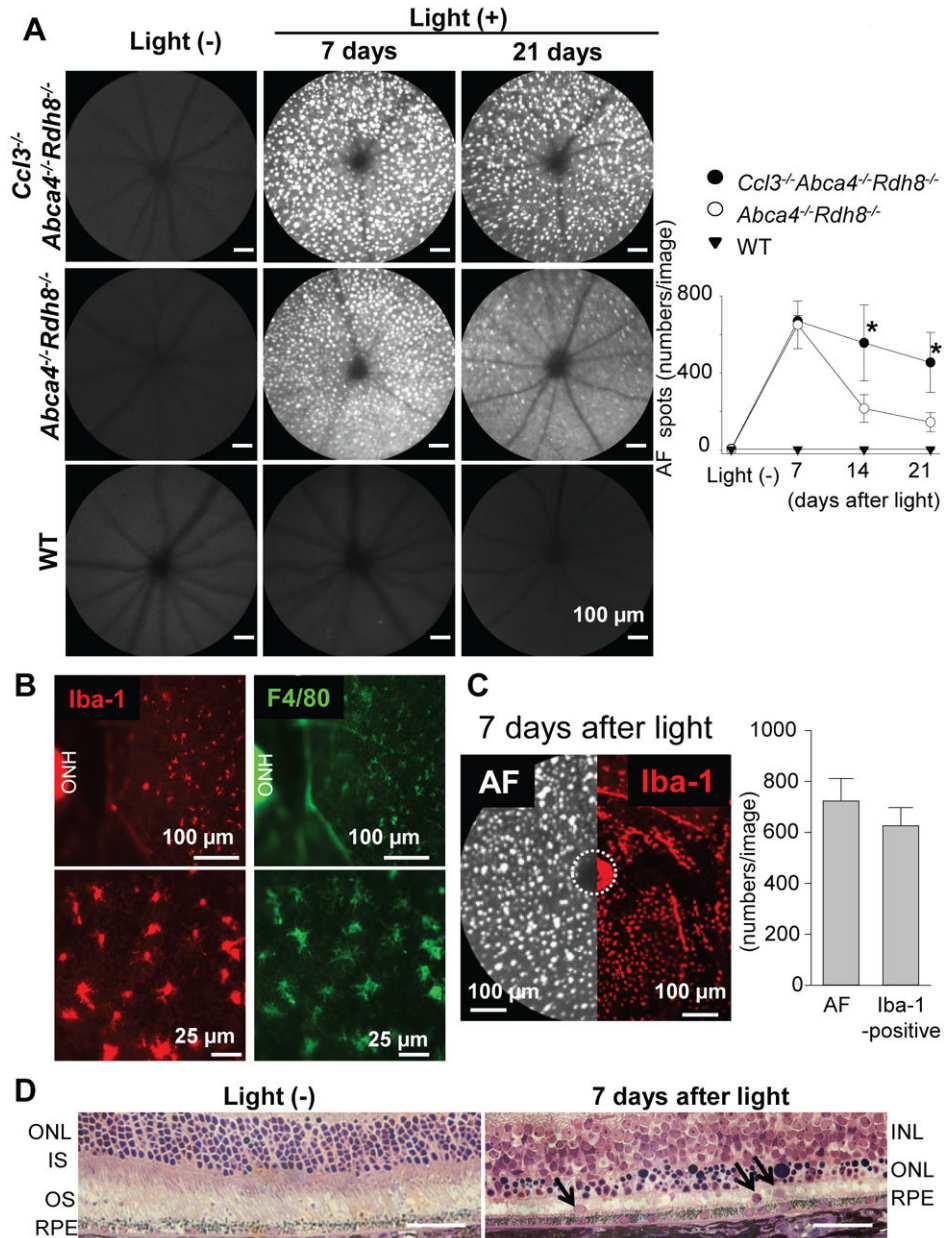 A
Light (-)
Light (+)
7 days
21 days
Ccl3-/-
Abca4-/-Rdh8-/-
Abca4-/-Rdh8-/-
WT
100 µm
Ccl3-/-Abca4-/-Rdh8-/-
Abca4-/-Rdh8-/-
WT
AF spots (numbers/image)
800
400
0
*
*
Light (-) 7 14 21
(days after light)
B
Iba-1
F4/80
ONH
ONH
100 µm
100 µm
25 µm
25 µm
C
7 days after light
AF
Iba-1
100 µm
100 µm
(numbers/image)
1000
800
600
400
200
0
AF
Iba-1
-positive
D
Light (-)
7 days after light
ONL
IS
OS
RPE
INL
ONL
RPE